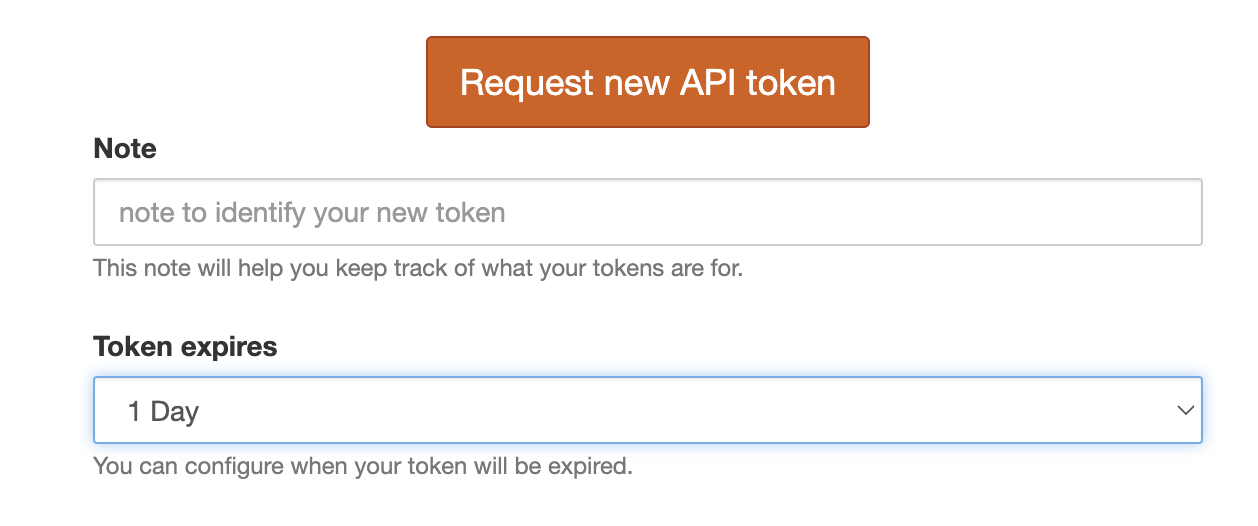 Request new API token
Note
note to identify your new token
This note will help you keep track of what your tokens are for.
Token expires
1 Day
You can configure when your token will be expired.